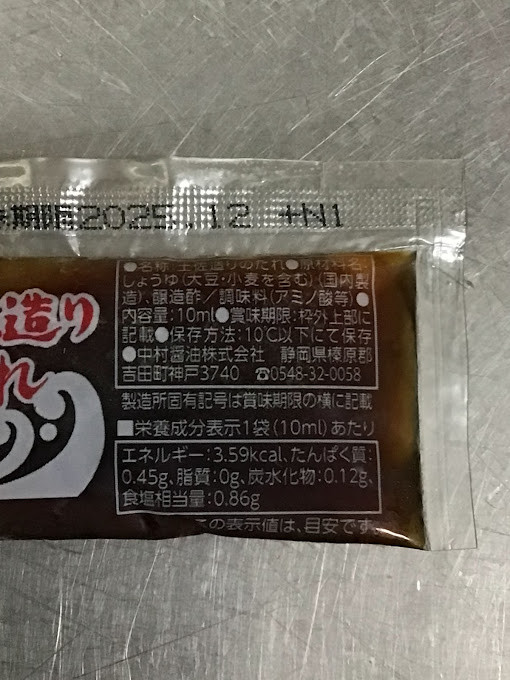 味期限2025.12 +N1
造り
れ
●名称:土佐造りのたれ●原材料名:
しょうゆ(大豆・小麦を含む)(国内製
造)、醸造酢/調味料(アミノ酸等)●
内容量:10ml●賞味期限:枠外上部に
記載●保存方法:10℃以下にて保存
●中村醤油株式会社 静岡県榛原郡
吉田町神戸3740 ☎0548-32-0058
製造所固有記号は賞味期限の横に記載
■栄養成分表示1袋(10ml)あたり
エネルギー:3.59kcal、たんぱく質:
0.45g、脂質:0g、炭水化物:0.12g、
食塩相当量:0.86g
この表示値は、目安です